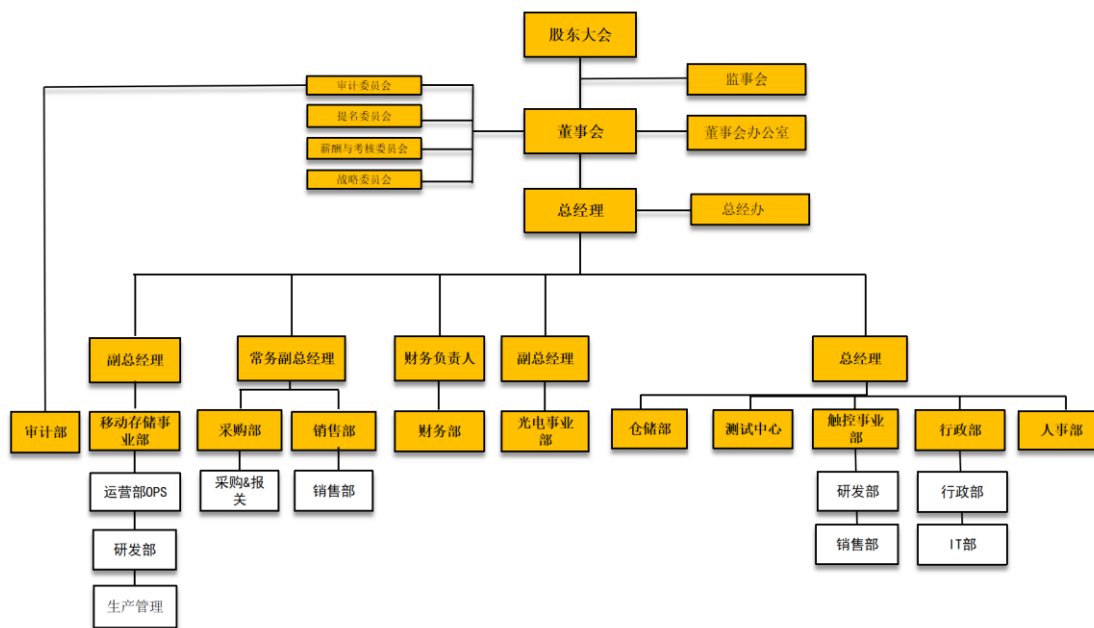 股东大会
监事会
审计委员会
提名委员会
薪酬与考核委员会
战略委员会
董事会
董事会办公室
总经理
总经办
副总经理
常务副总经理
财务负责人
副总经理
总经理
审计部
移动存储事
业部
采购部
销售部
财务部
光电事业
部
仓储部
测试中心
触控事业
部
行政部
人事部
运营部OPS
采购&报
关
销售部
研发部
行政部
研发部
销售部
IT部
生产管理